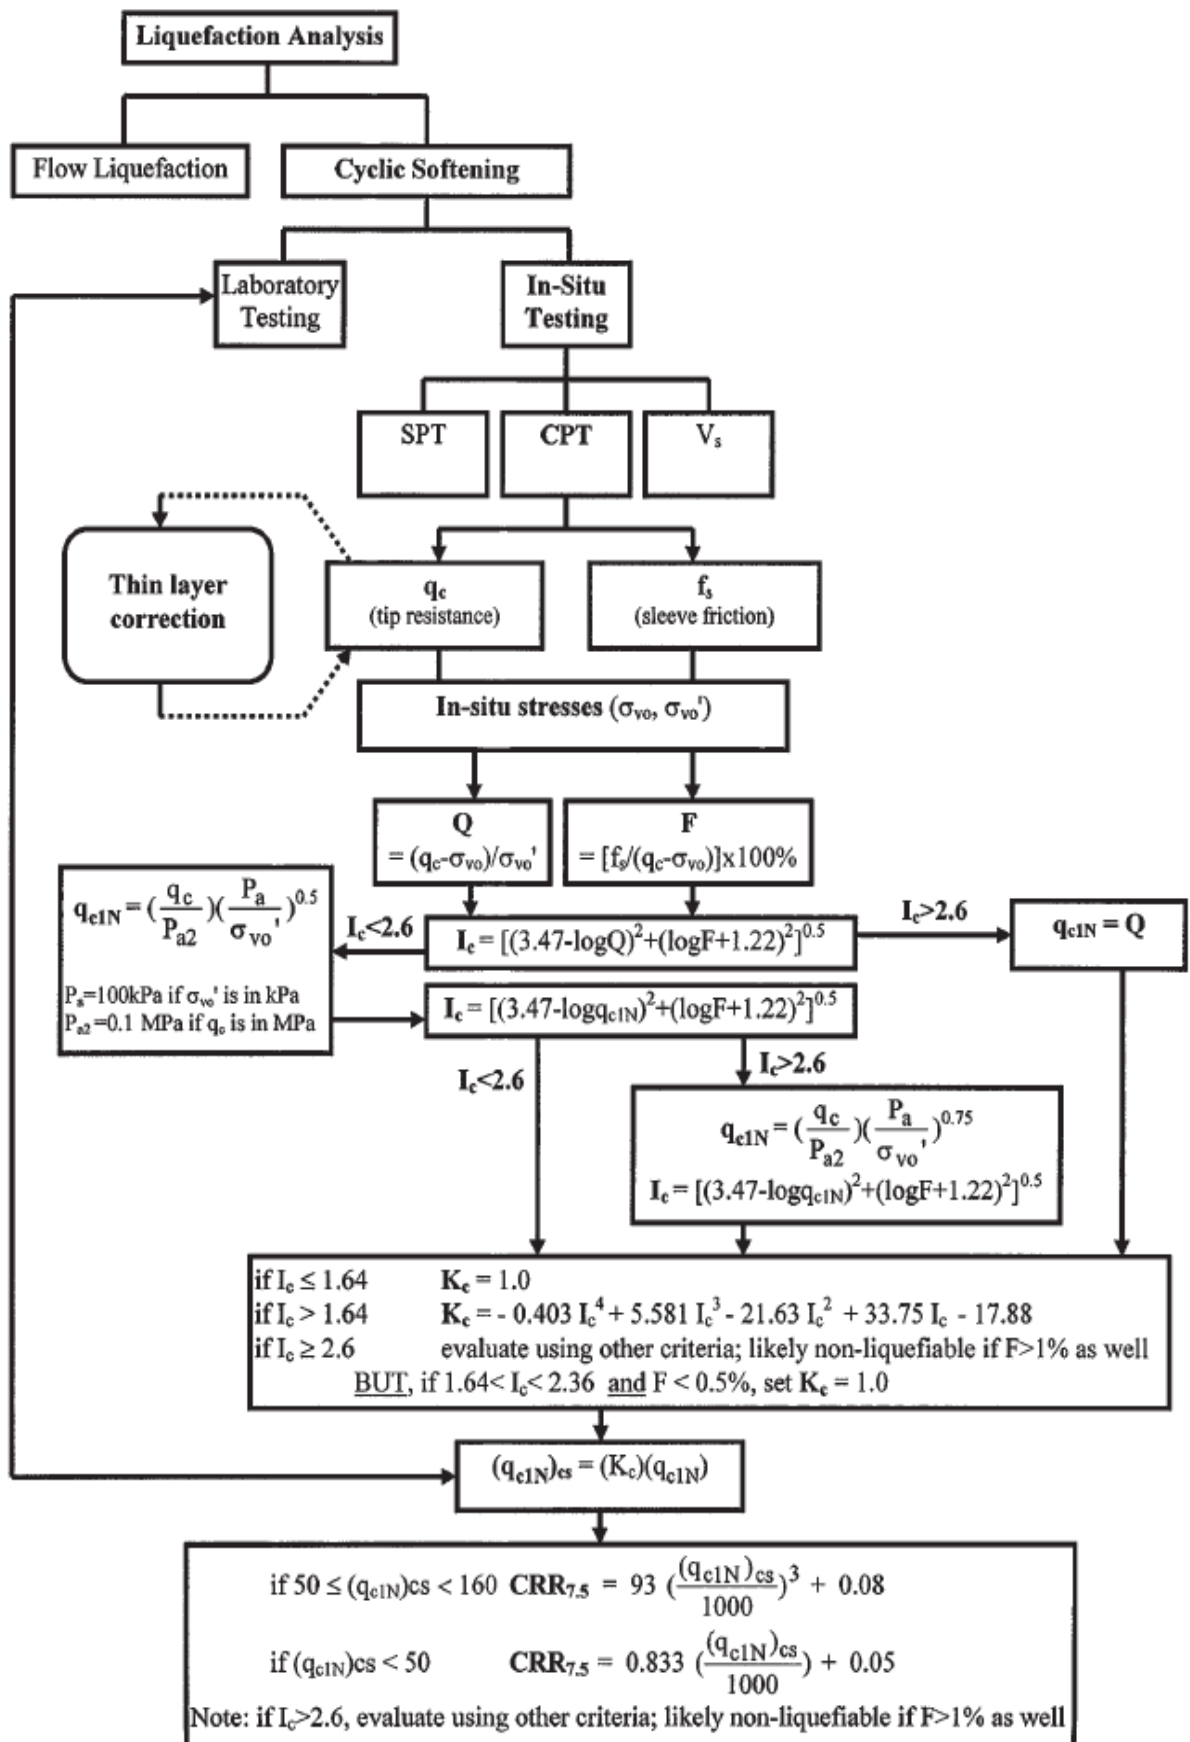 Liquefaction Analysis
Flow Liquefaction
Cyclic Softening
Laboratory
Testing
In-Situ
Testing
SPT
CPT
Vs
Thin layer
correction
qc
(tip resistance)
fs
(sleeve friction)
In-situ stresses (σvo, σvo')
Q
= (qc-σvo)/σvo'
F
= [fs/(qc-σvo)]x100%
qc1N = (qc/Pa2)(Pa/σvo')^0.5
Pa=100kPa if σvo' is in kPa
Pa2=0.1 MPa if qc is in MPa
Ic<2.6
Ic = [(3.47-logQ)²+(logF+1.22)²]^0.5
Ic>2.6
qc1N = Q
Ic = [(3.47-logqc1N)²+(logF+1.22)²]^0.5
Ic<2.6
Ic>2.6
qc1N = (qc/Pa2)(Pa/σvo')^0.75
Ic = [(3.47-logqc1N)²+(logF+1.22)²]^0.5
if Ic ≤ 1.64 Kc = 1.0
if Ic > 1.64 Kc = - 0.403 Ic⁴ + 5.581 Ic³ - 21.63 Ic² + 33.75 Ic - 17.88
if Ic ≥ 2.6 evaluate using other criteria; likely non-liquefiable if F>1% as well
BUT, if 1.64< Ic< 2.36 and F < 0.5%, set Kc = 1.0
(qc1N)cs = (Kc)(qc1N)
if 50 ≤ (qc1N)cs < 160 CRR7.5 = 93 ((qc1N)cs/1000)³ + 0.08
if (qc1N)cs < 50 CRR7.5 = 0.833 ((qc1N)cs/1000) + 0.05
Note: if Ic>2.6, evaluate using other criteria; likely non-liquefiable if F>1% as well